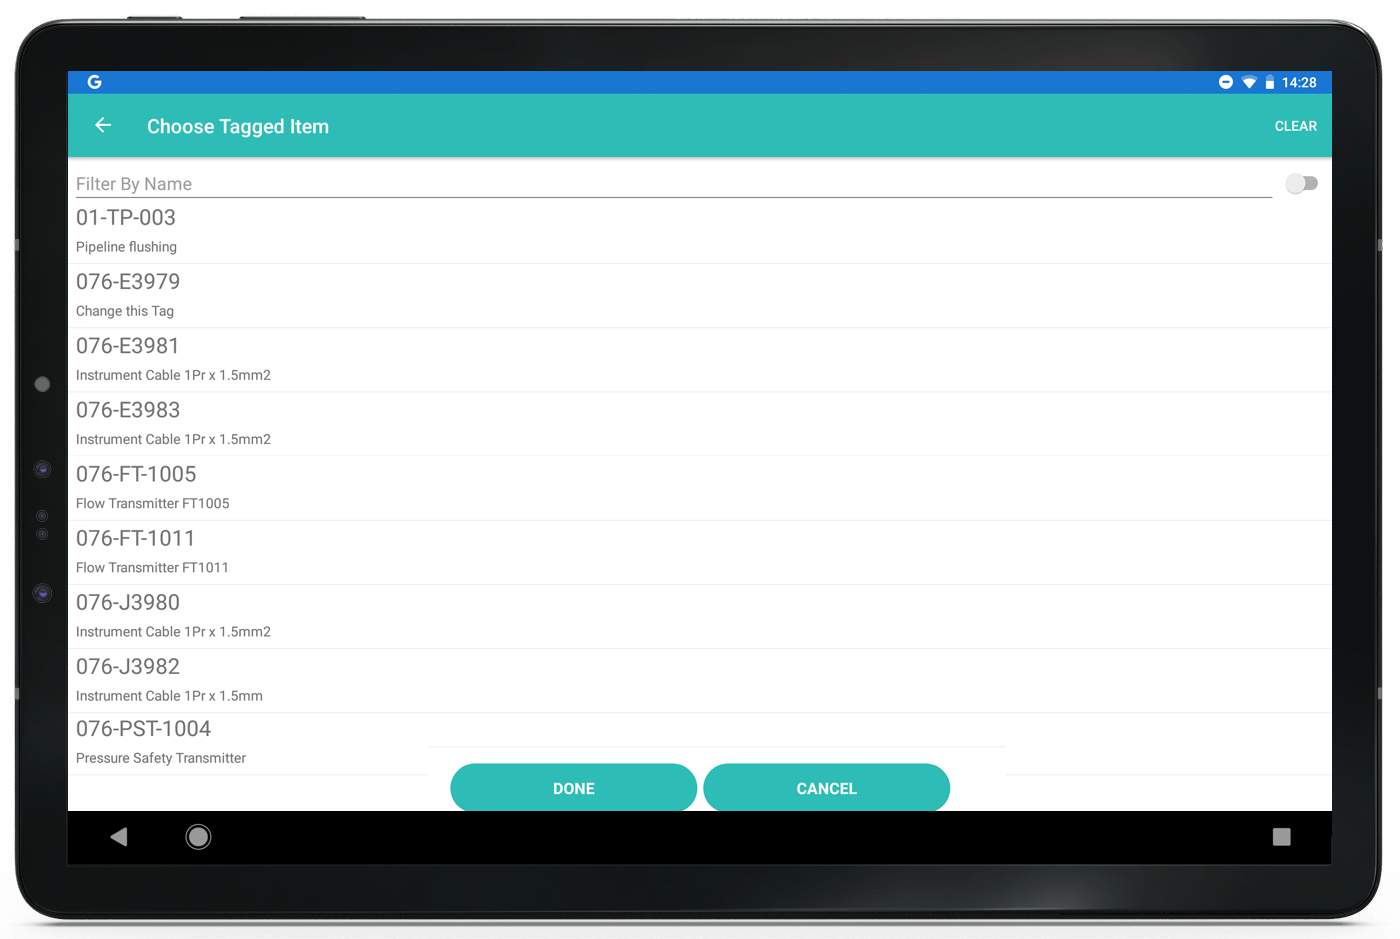 G
14:28
Choose Tagged Item
CLEAR
Filter By Name
01-TP-003
Pipeline flushing
076-E3979
Change this Tag
076-E3981
Instrument Cable 1Pr x 1.5mm2
076-E3983
Instrument Cable 1Pr x 1.5mm2
076-FT-1005
Flow Transmitter FT1005
076-FT-1011
Flow Transmitter FT1011
076-J3980
Instrument Cable 1Pr x 1.5mm2
076-J3982
Instrument Cable 1Pr x 1.5mm
076-PST-1004
Pressure Safety Transmitter
DONE CANCEL